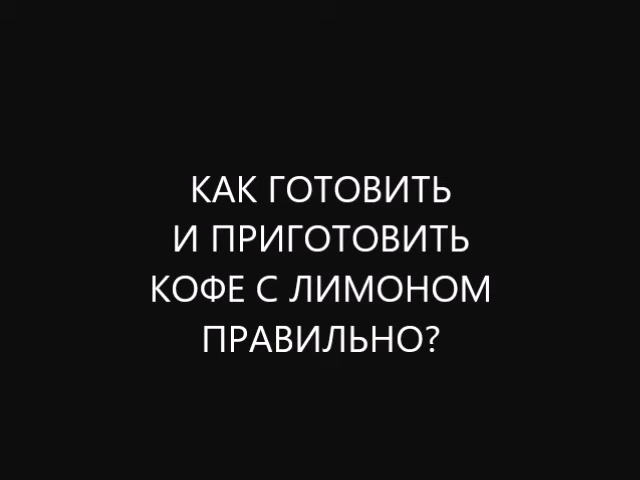 КАК ГОТОВИТЬ
И ПРИГОТОВИТЬ
КОФЕ С ЛИМОНОМ
ПРАВИЛЬНО?